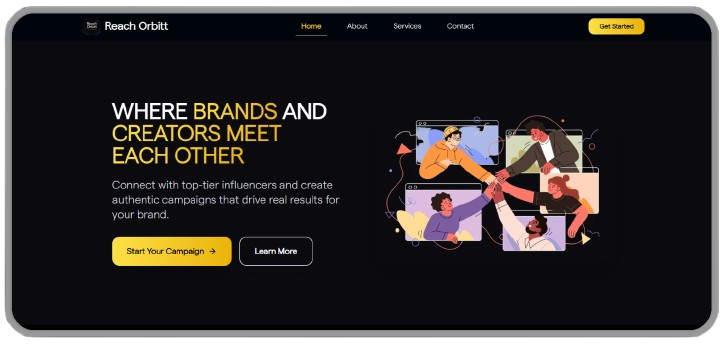 Reach Orbitt
Home About Services Contact
Get Started
WHERE BRANDS AND
CREATORS MEET
EACH OTHER
Connect with top-tier influencers and create
authentic campaigns that drive real results for
your brand.
Start Your Campaign →
Learn More